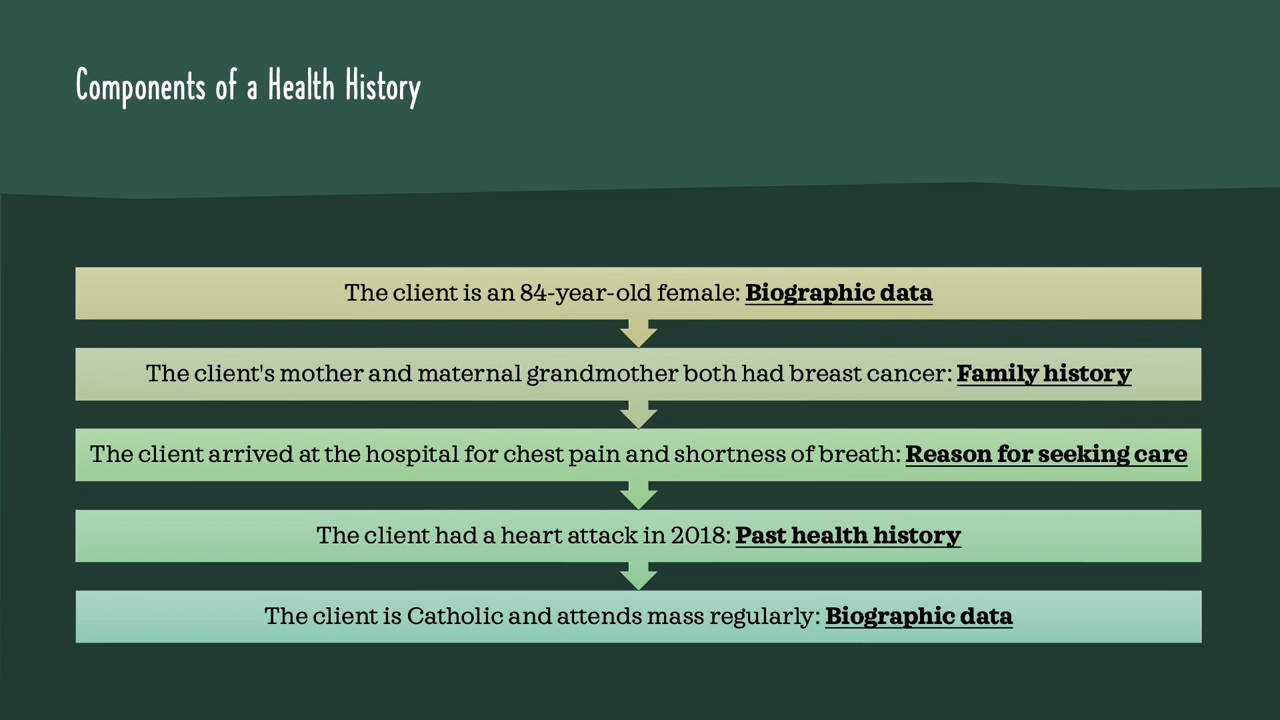 Components of a Health History
The client is an 84-year-old female: Biographic data
The client's mother and maternal grandmother both had breast cancer: Family history
The client arrived at the hospital for chest pain and shortness of breath: Reason for seeking care
The client had a heart attack in 2018: Past health history
The client is Catholic and attends mass regularly: Biographic data